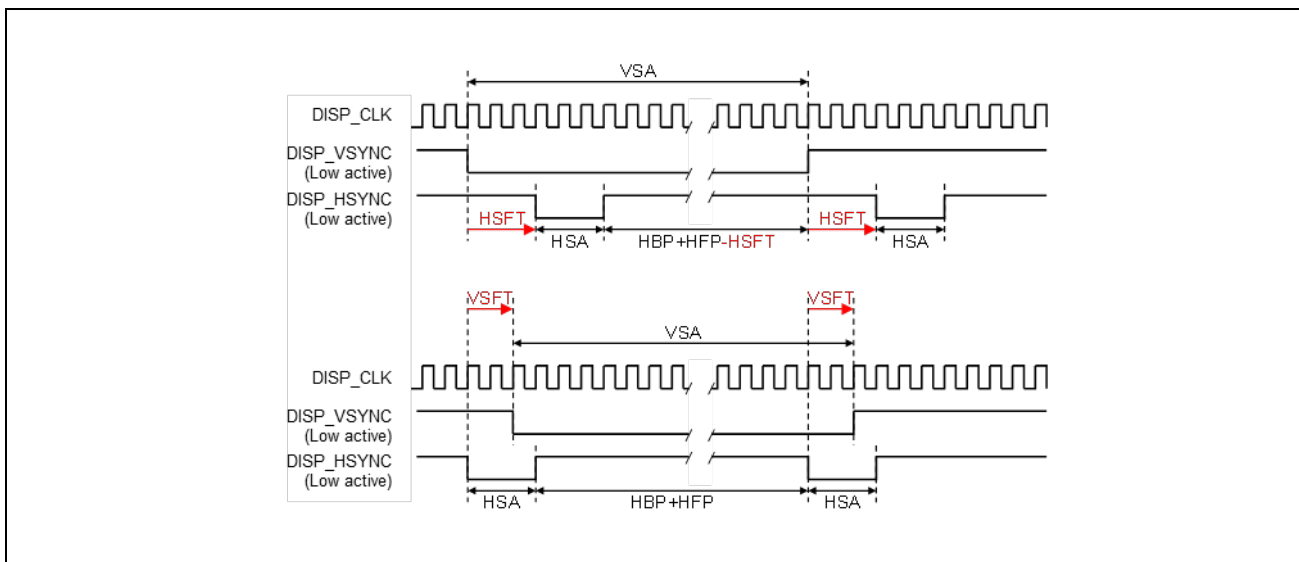 VSA
DISP_CLK
DISP_VSYNC
(Low active)
DISP_HSYNC
(Low active)
HSFT
HSFT
HSA
HBP+HFP-HSFT
HSA
VSFT
VSFT
VSA
DISP_CLK
DISP_VSYNC
(Low active)
DISP_HSYNC
(Low active)
HSA
HBP+HFP
HSA